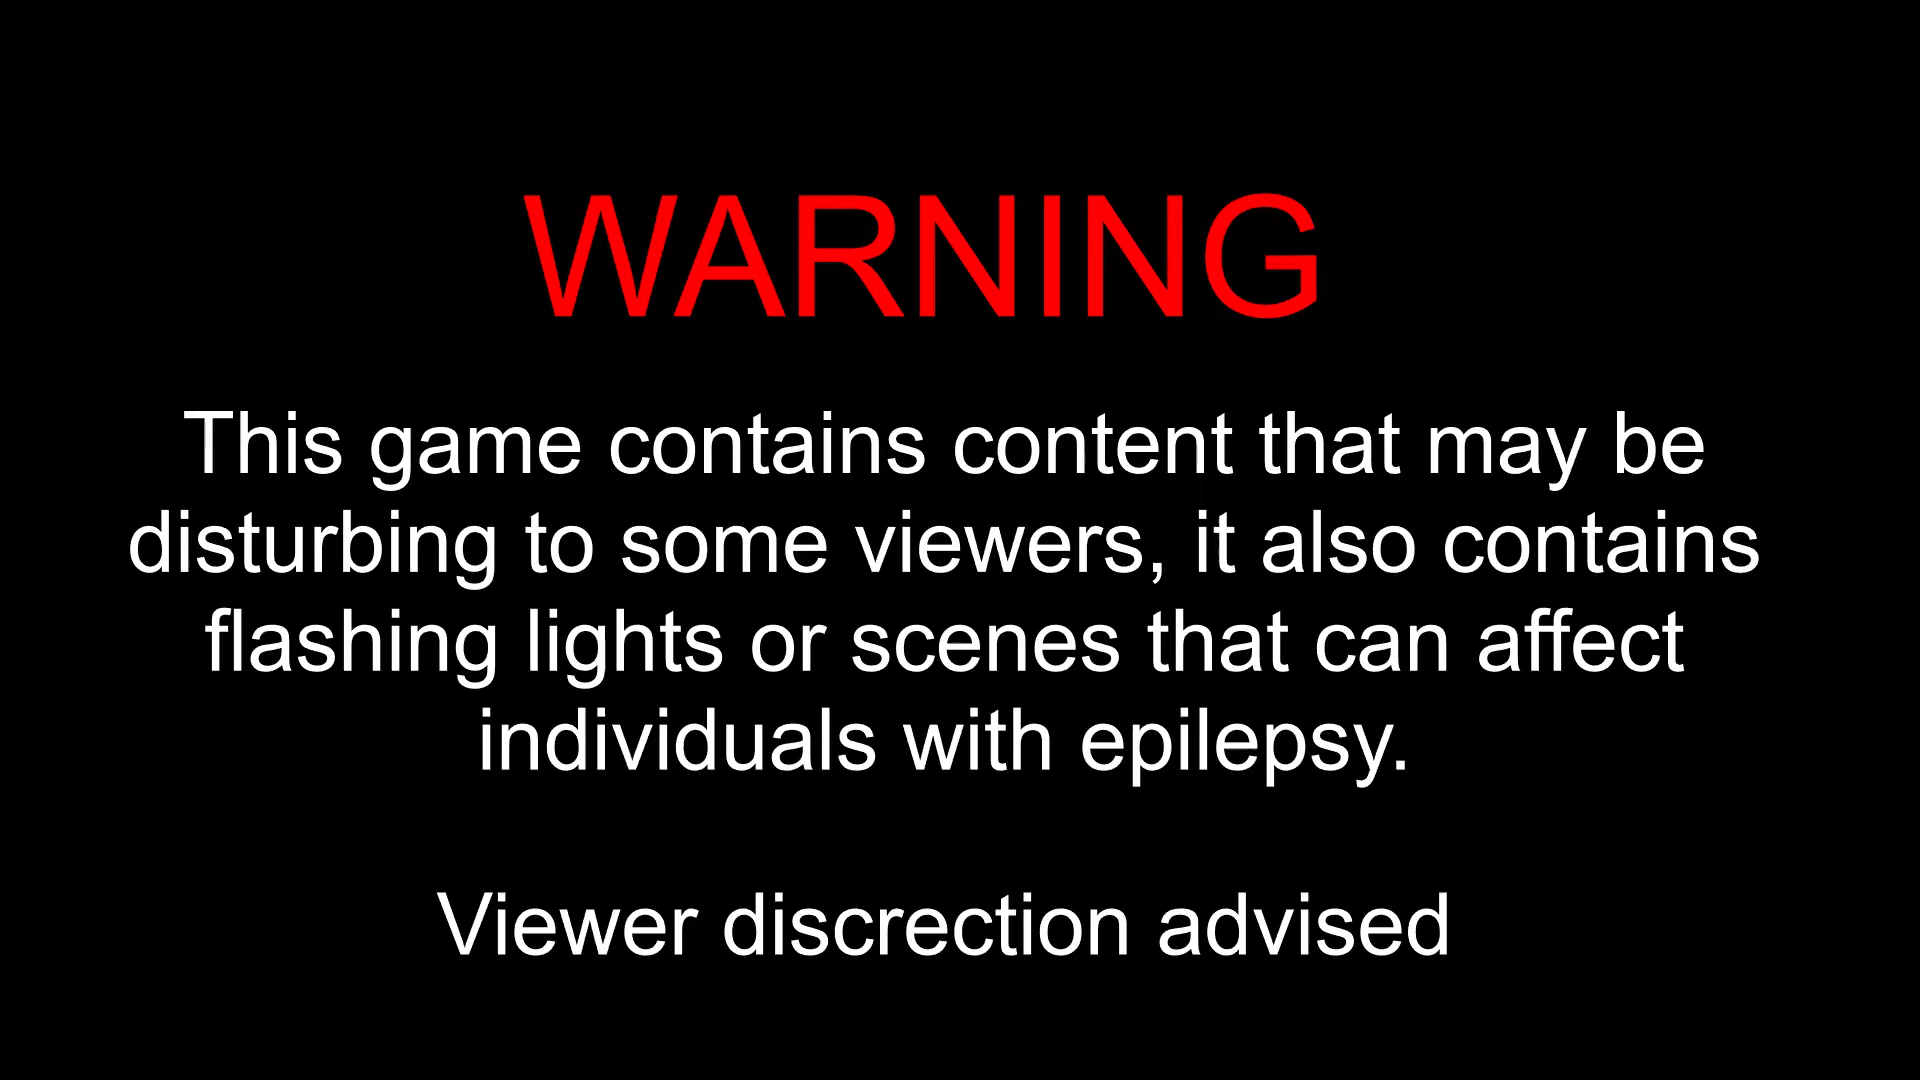 WARNING
This game contains content that may be
disturbing to some viewers, it also contains
flashing lights or scenes that can affect
individuals with epilepsy.
Viewer discrection advised